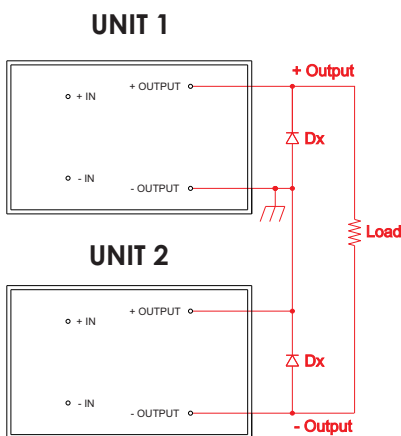 UNIT 1
+ Output
+ OUTPUT
+ IN
Dx
- IN
- OUTPUT
Load
UNIT 2
+ OUTPUT
+ IN
Dx
- IN
- OUTPUT
- Output